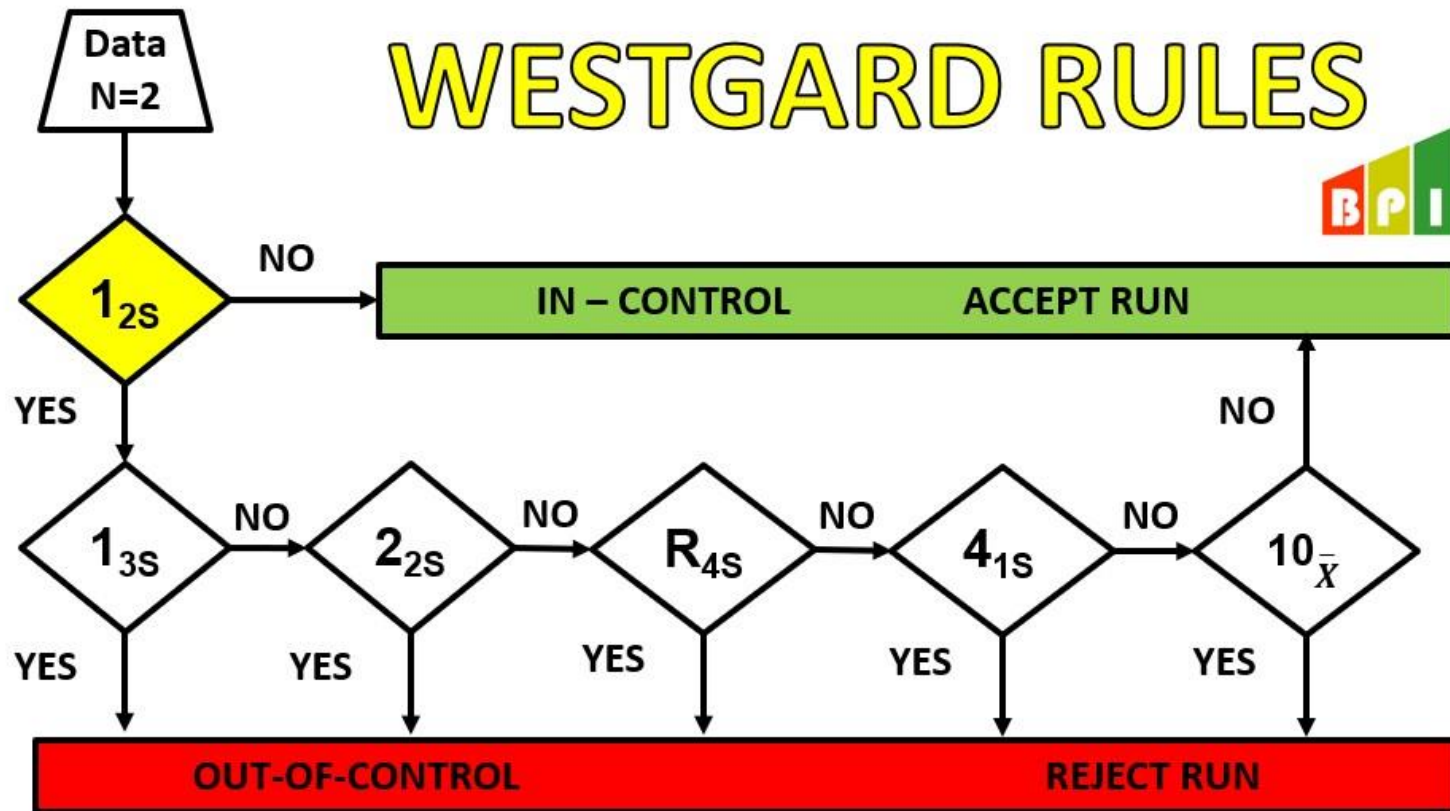 Data
N=2
WESTGARD RULES
BPI
1₂S
NO
IN – CONTROL ACCEPT RUN
YES
NO
1₃S
NO
2₂S
NO
R₄S
NO
4₁S
NO
10X̄
YES
YES
YES
YES
YES
OUT-OF-CONTROL REJECT RUN